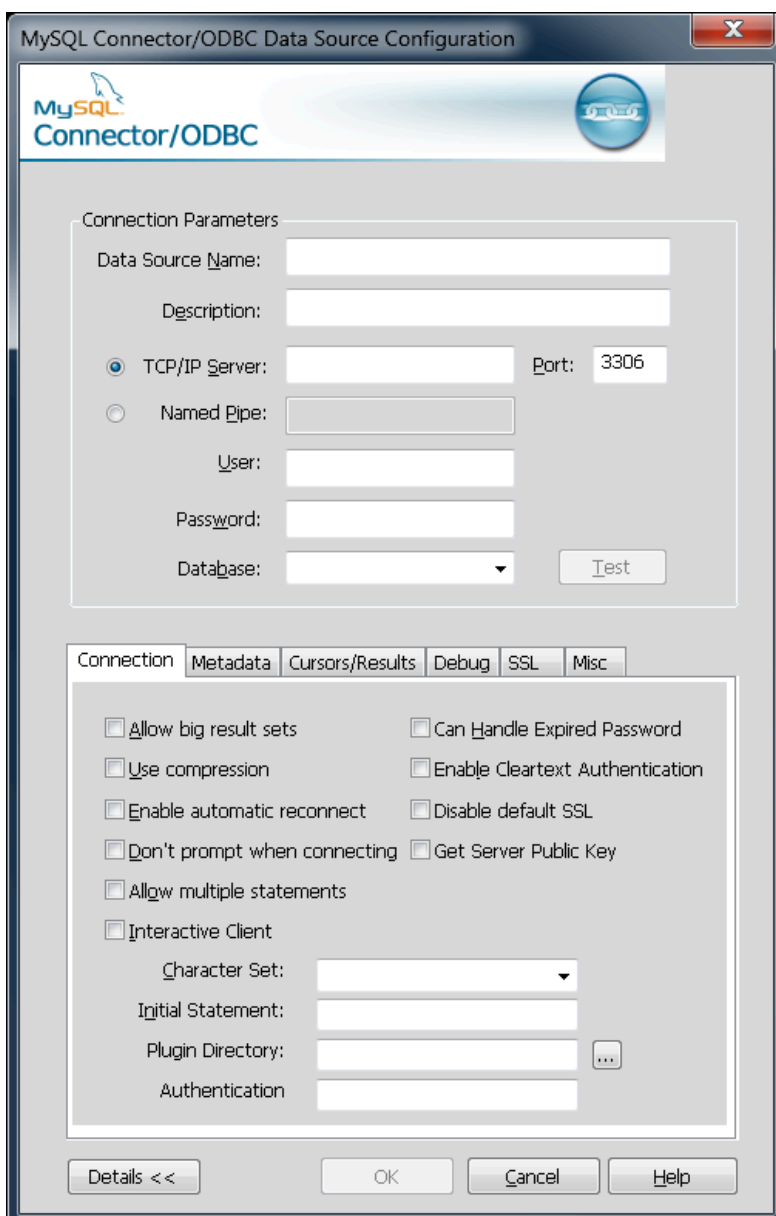 MySQL Connector/ODBC Data Source Configuration
MySQL
Connector/ODBC
Connection Parameters
Data Source Name:
Description:
TCP/IP Server: Port: 3306
Named Pipe:
User:
Password:
Database: Test
Connection Metadata Cursors/Results Debug SSL Misc
Allow big result sets Can Handle Expired Password
Use compression Enable Cleartext Authentication
Enable automatic reconnect Disable default SSL
Don't prompt when connecting Get Server Public Key
Allow multiple statements
Interactive Client
Character Set:
Initial Statement:
Plugin Directory: ...
Authentication
Details << OK Cancel Help